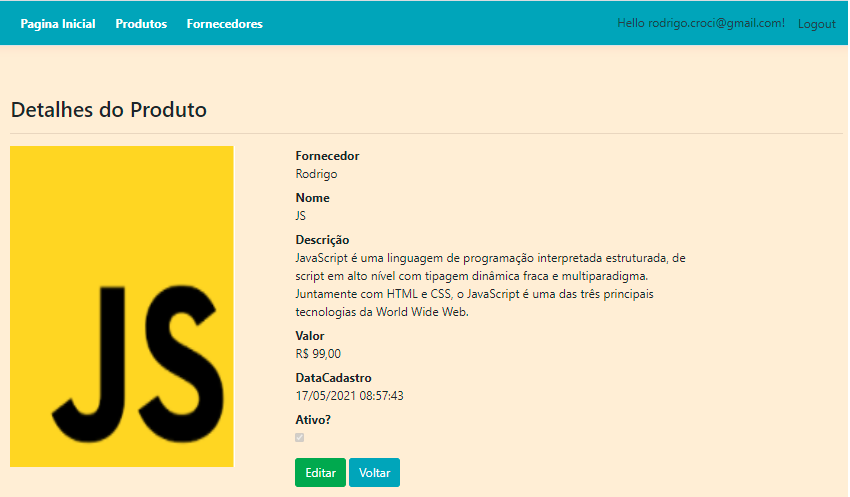 Pagina Inicial Produtos Fornecedores Hello rodrigo.croci@gmail.com! Logout
Detalhes do Produto
JS
Fornecedor
Rodrigo
Nome
JS
Descrição
JavaScript é uma linguagem de programação interpretada estruturada, de
script em alto nível com tipagem dinâmica fraca e multiparadigma.
Juntamente com HTML e CSS, o JavaScript é uma das três principais
tecnologias da World Wide Web.
Valor
R$ 99,00
DataCadastro
17/05/2021 08:57:43
Ativo?
Editar Voltar